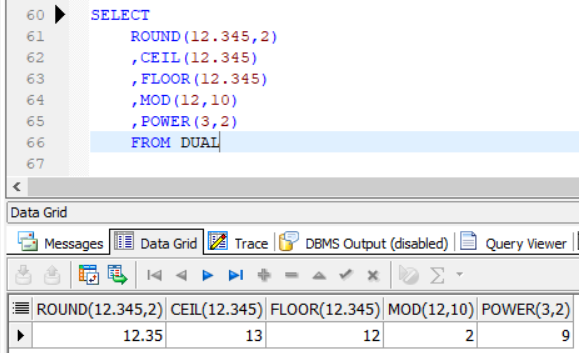 60 SELECT
61 ROUND(12.345,2)
62 ,CEIL(12.345)
63 ,FLOOR(12.345)
64 ,MOD(12,10)
65 ,POWER(3,2)
66 FROM DUAL
67
Data Grid
Messages Data Grid Trace DBMS Output (disabled) Query Viewer
ROUND(12.345,2) CEIL(12.345) FLOOR(12.345) MOD(12,10) POWER(3,2)
12.35 13 12 2 9